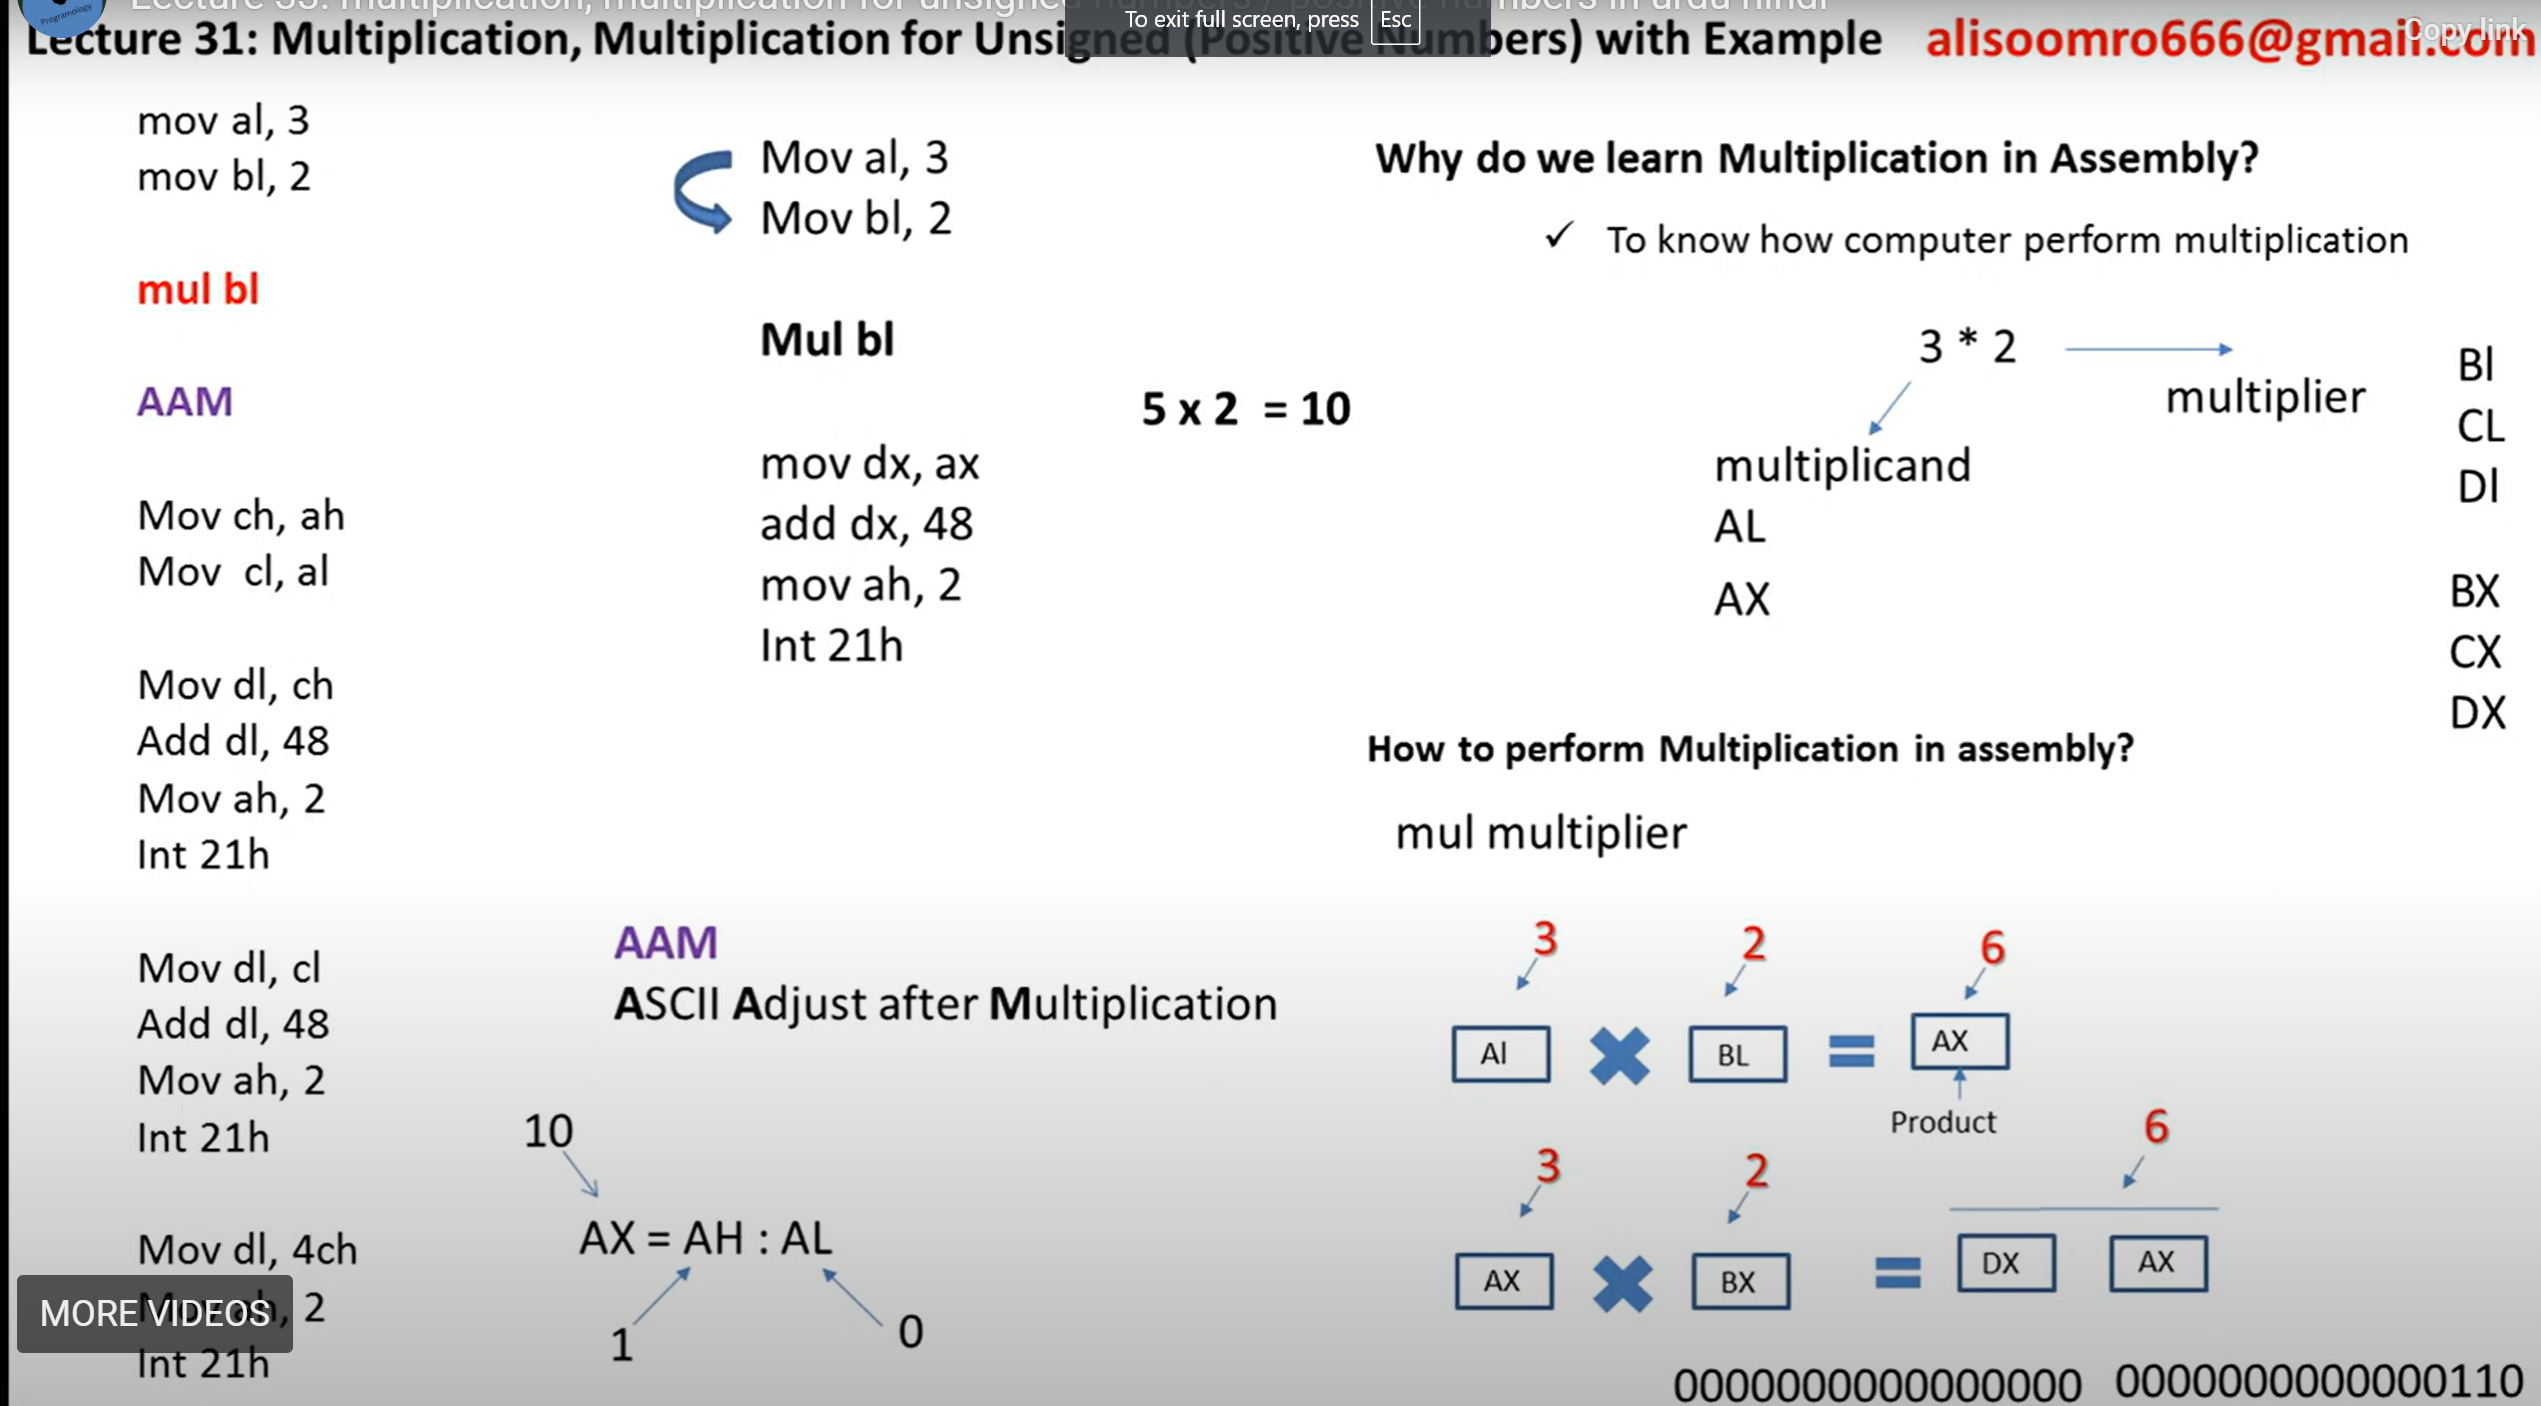 Programology
To exit full screen, press Esc
Copy link
Lecture 31: Multiplication, Multiplication for Unsigned (Positive Numbers) with Example alisoomro666@gmail.com
mov al, 3
mov bl, 2
mul bl
AAM
Mov ch, ah
Mov cl, al
Mov dl, ch
Add dl, 48
Mov ah, 2
Int 21h
Mov dl, cl
Add dl, 48
Mov ah, 2
Int 21h
Mov dl, 4ch
Mov ah, 2
Int 21h
MORE VIDEOS
Mov al, 3
Mov bl, 2
Mul bl
mov dx, ax
add dx, 48
mov ah, 2
Int 21h
5 x 2 = 10
AAM
ASCII Adjust after Multiplication
10
AX = AH : AL
1
0
Why do we learn Multiplication in Assembly?
✓ To know how computer perform multiplication
3 * 2
multiplier
multiplicand
AL
AX
Bl
CL
Dl
BX
CX
DX
How to perform Multiplication in assembly?
mul multiplier
3 2 6
Al BL AX
Product
3 2 6
AX BX DX AX
0000000000000000 0000000000000110